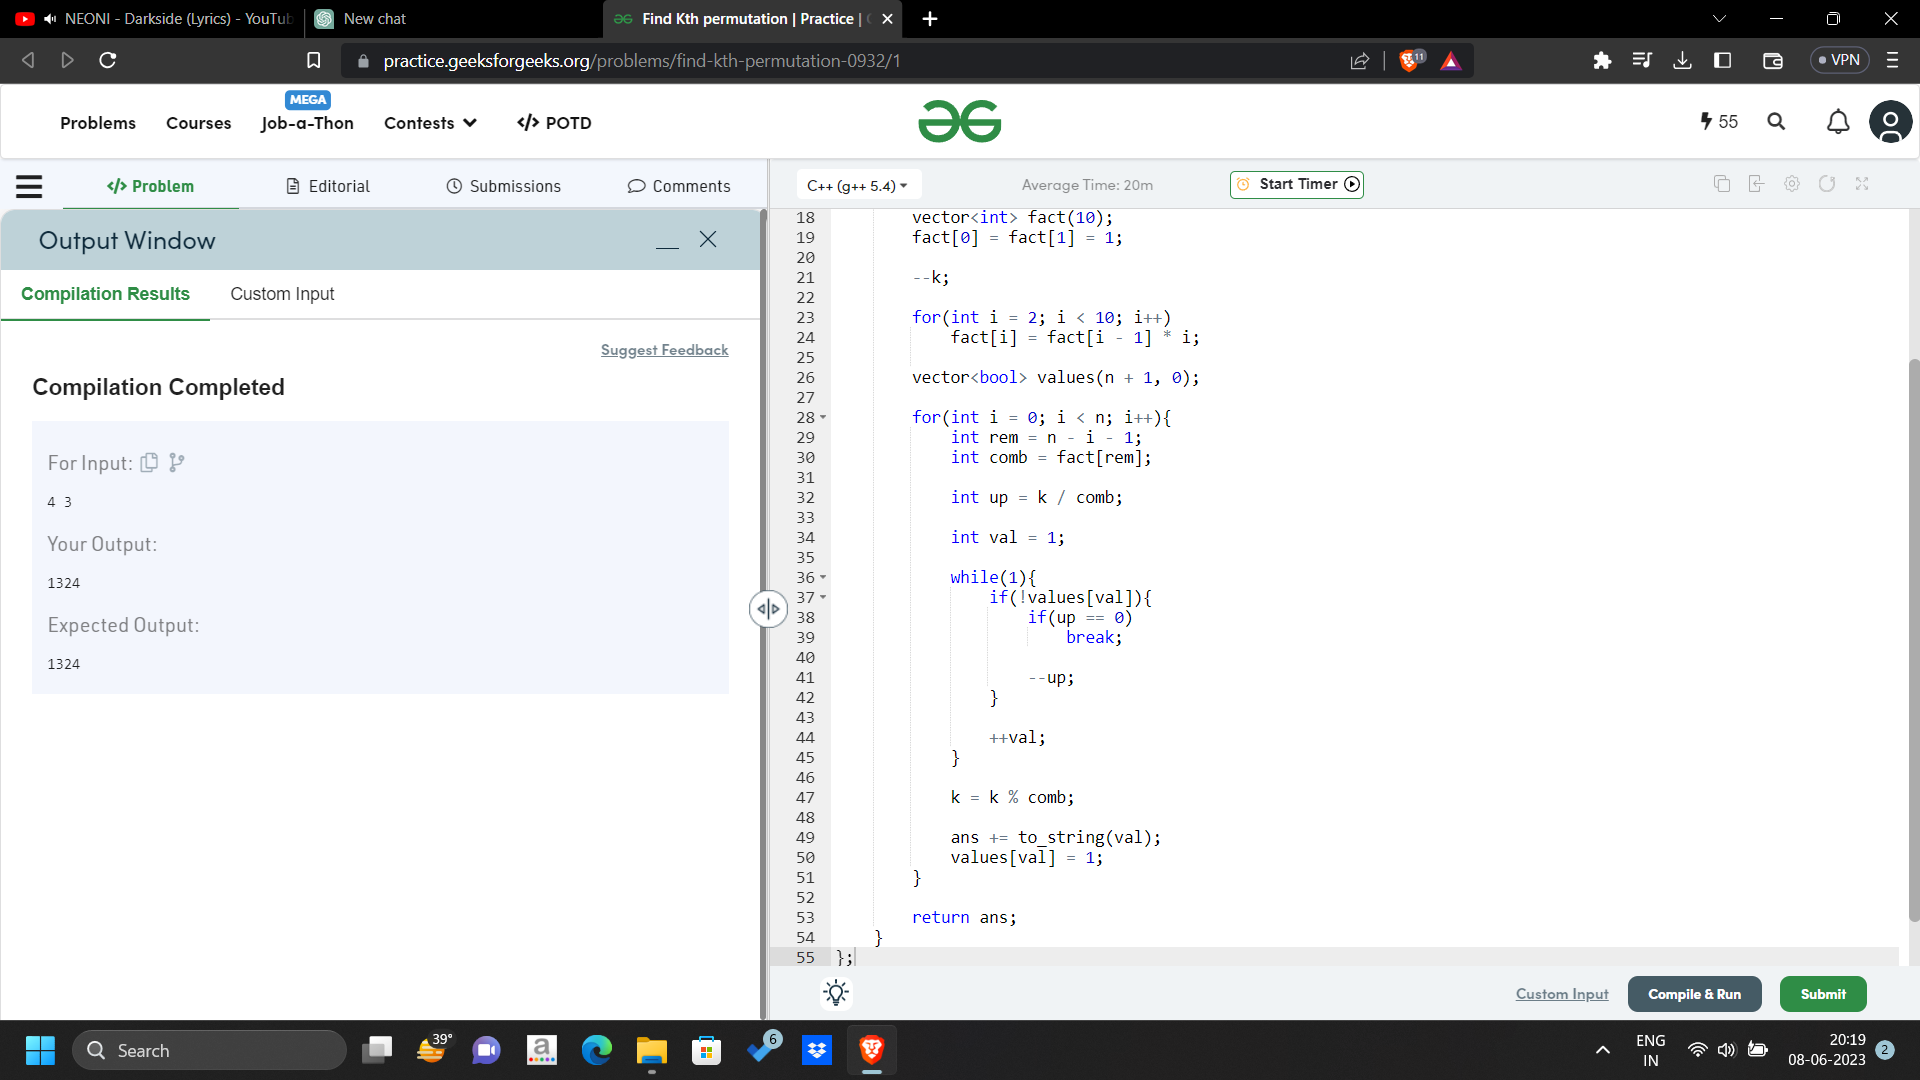 NEONI - Darkside (Lyrics) - YouTub
New chat
Find Kth permutation | Practice |
practice.geeksforgeeks.org/problems/find-kth-permutation-0932/1
11
VPN
Problems
Courses
MEGA
Job-a-Thon
Contests
</> POTD
55
</> Problem
Editorial
Submissions
Comments
C++ (g++ 5.4)
Average Time: 20m
Start Timer
Output Window
Compilation Results
Custom Input
Suggest Feedback
Compilation Completed
For Input:
4 3
Your Output:
1324
Expected Output:
1324
18 vector<int> fact(10);
19 fact[0] = fact[1] = 1;
20
21 --k;
22
23 for(int i = 2; i < 10; i++)
24 fact[i] = fact[i - 1] * i;
25
26 vector<bool> values(n + 1, 0);
27
28 for(int i = 0; i < n; i++){
29 int rem = n - i - 1;
30 int comb = fact[rem];
31
32 int up = k / comb;
33
34 int val = 1;
35
36 while(1){
37 if(!values[val]){
38 if(up == 0)
39 break;
40
41 --up;
42 }
43
44 ++val;
45 }
46
47 k = k % comb;
48
49 ans += to_string(val);
50 values[val] = 1;
51 }
52
53 return ans;
54 }
55 };
Custom Input
Compile & Run
Submit
Search
39°
a
6
ENG
IN
20:19
08-06-2023
2